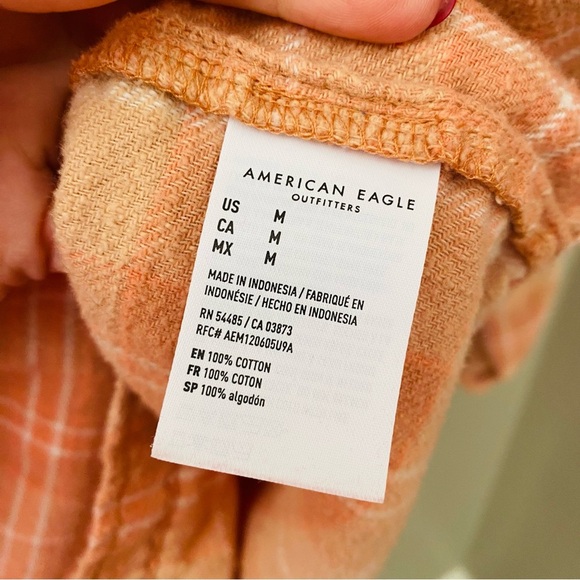 AMERICAN EAGLE
OUTFITTERS
US M
CA M
MX M
MADE IN INDONESIA / FABRIQUÉ EN
INDONÉSIE / HECHO EN INDONESIA
RN 54485 / CA 03873
RFC# AEM120605U9A
EN 100% COTTON
FR 100% COTON
SP 100% algodón